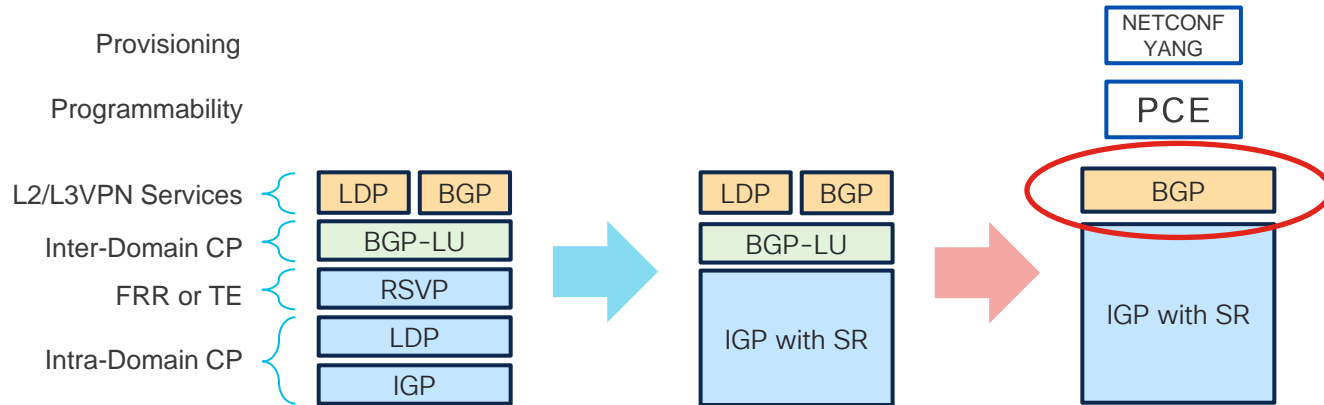 Provisioning
NETCONF
YANG
Programmability
PCE
L2/L3VPN Services
LDP
BGP
LDP
BGP
BGP
Inter-Domain CP
BGP-LU
BGP-LU
FRR or TE
RSVP
Intra-Domain CP
LDP
IGP
IGP with SR
IGP with SR